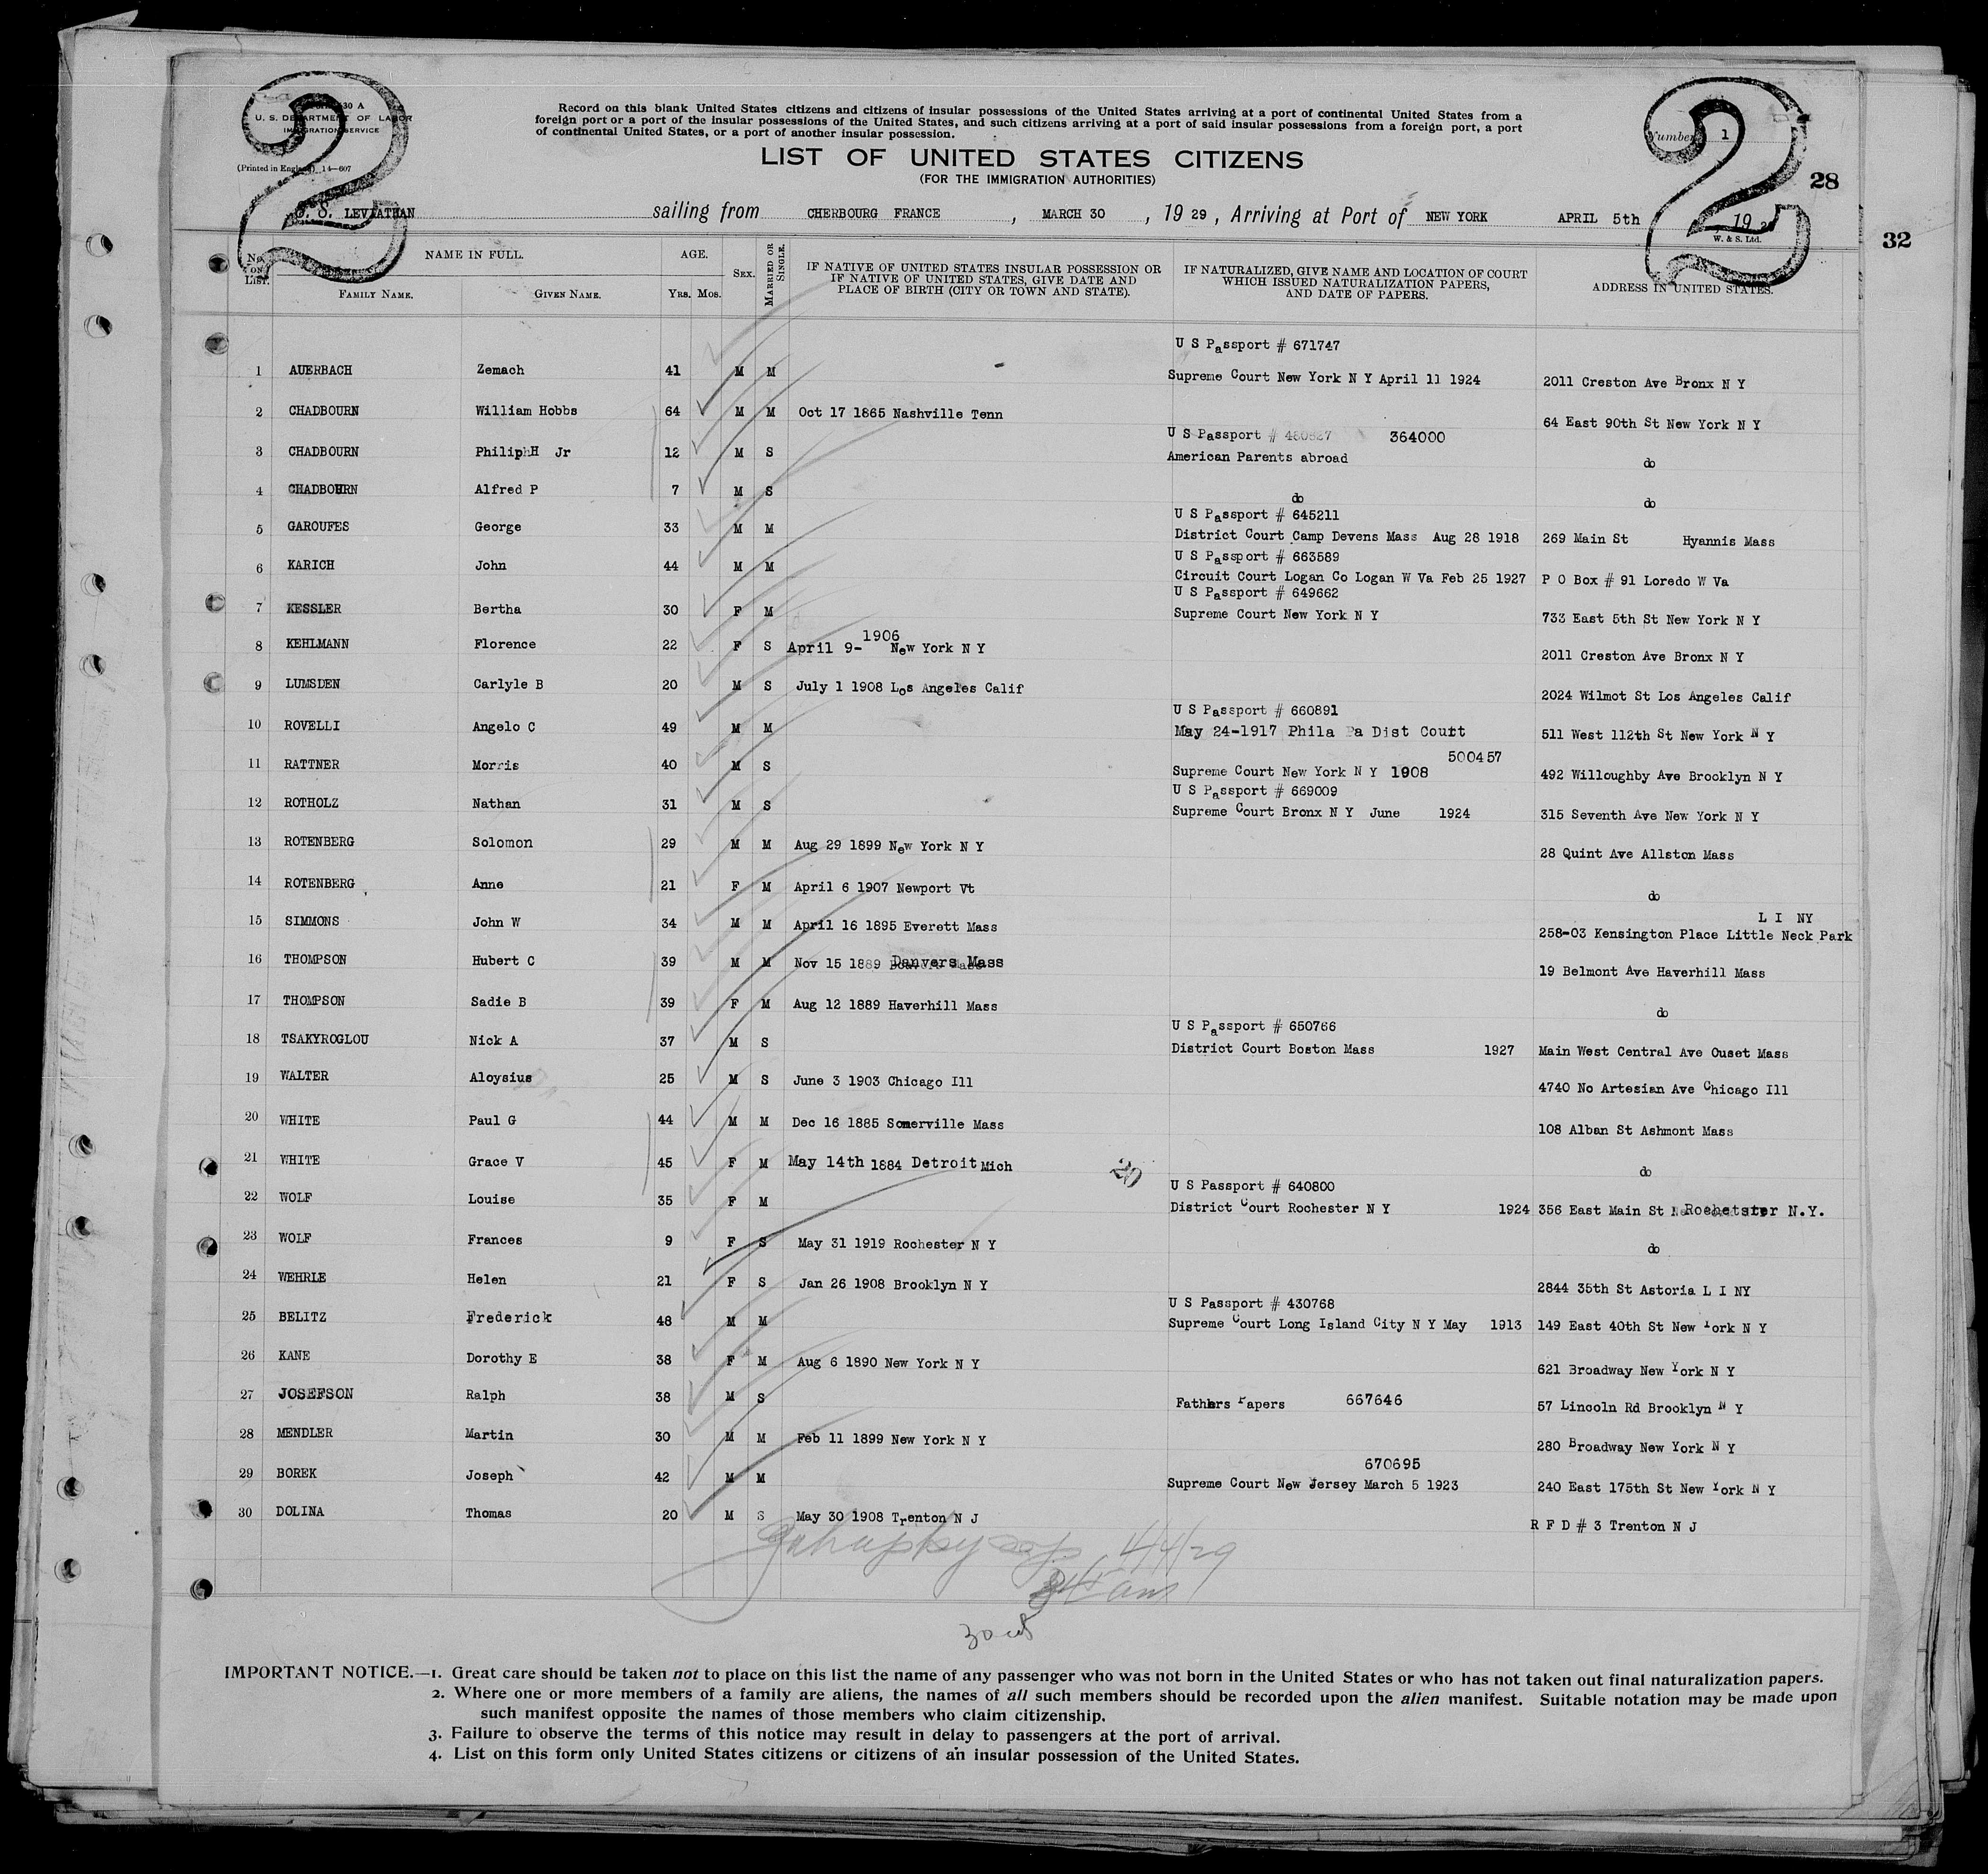 2 2
Form 630 A
U. S. DEPARTMENT OF LABOR
IMMIGRATION SERVICE
(Printed in England) 14—607
Record on this blank United States citizens and citizens of insular possessions of the United States arriving at a port of continental United States from a
foreign port or a port of the insular possessions of the United States, and such citizens arriving at a port of said insular possessions from a foreign port, a port
of continental United States, or a port of another insular possession.
Number 1
LIST OF UNITED STATES CITIZENS
(FOR THE IMMIGRATION AUTHORITIES)
28
S. S. LEVIATHAN sailing from CHERBOURG FRANCE , MARCH 30 , 19 29 , Arriving at Port of NEW YORK APRIL 5th 19 29
W. & S. Ltd.
32
No. ON LIST. NAME IN FULL. FAMILY NAME. GIVEN NAME. AGE. Yrs. Mos. SEX. MARRIED OR SINGLE. IF NATIVE OF UNITED STATES INSULAR POSSESSION OR IF NATIVE OF UNITED STATES, GIVE DATE AND PLACE OF BIRTH (CITY OR TOWN AND STATE). IF NATURALIZED, GIVE NAME AND LOCATION OF COURT WHICH ISSUED NATURALIZATION PAPERS, AND DATE OF PAPERS. ADDRESS IN UNITED STATES.
U S Passport # 671747
1 AUERBACH Zemach 41 M M Supreme Court New York N Y April 11 1924 2011 Creston Ave Bronx N Y
2 CHADBOURN William Hobbs 64 M M Oct 17 1865 Nashville Tenn 64 East 90th St New York N Y
U S Passport # 364000
3 CHADBOURN Philip H Jr 12 M S American Parents abroad do
4 CHADBOURN Alfred P 7 M S do do
U S Passport # 645211
5 GAROUFES George 33 M M District Court Camp Devens Mass Aug 28 1918 269 Main St Hyannis Mass
U S Passport # 663589
6 KARICH John 44 M M Circuit Court Logan Co Logan W Va Feb 25 1927 P O Box # 91 Loredo W Va
U S Passport # 649662
7 KESSLER Bertha 30 F M Supreme Court New York N Y 733 East 5th St New York N Y
8 KEHLMANN Florence 22 F S April 9- 1906 New York N Y 2011 Creston Ave Bronx N Y
9 LUMSDEN Carlyle B 20 M S July 1 1908 Los Angeles Calif 2024 Wilmot St Los Angeles Calif
U S Passport # 660891
10 ROVELLI Angelo C 49 M M May 24-1917 Phila Pa Dist Court 511 West 112th St New York N Y
500457
11 RATTNER Morris 40 M S Supreme Court New York N Y 1908 492 Willoughby Ave Brooklyn N Y
U S Passport # 669009
12 ROTHOLZ Nathan 31 M S Supreme Court Bronx N Y June 1924 315 Seventh Ave New York N Y
13 ROTENBERG Solomon 29 M M Aug 29 1899 New York N Y 28 Quint Ave Allston Mass
14 ROTENBERG Anne 21 F M April 6 1907 Newport Vt do
L I NY
15 SIMMONS John W 34 M M April 16 1895 Everett Mass 258-03 Kensington Place Little Neck Park
16 THOMPSON Hubert C 39 M M Nov 15 1889 Danvers Mass 19 Belmont Ave Haverhill Mass
17 THOMPSON Sadie B 39 F M Aug 12 1889 Haverhill Mass do
U S Passport # 650766
18 TSAKYROGLOU Nick A 37 M S District Court Boston Mass 1927 Main West Central Ave Ouset Mass
19 WALTER Aloysius 25 M S June 3 1903 Chicago Ill 4740 No Artesian Ave Chicago Ill
20 WHITE Paul G 44 M M Dec 16 1885 Somerville Mass 108 Alban St Ashmont Mass
21 WHITE Grace V 45 F M May 14th 1884 Detroit Mich 20 do
U S Passport # 640800
22 WOLF Louise 35 F M District Court Rochester N Y 1924 356 East Main St Rochetster N.Y.
23 WOLF Frances 9 F S May 31 1919 Rochester N Y do
24 WEHRLE Helen 21 F S Jan 26 1908 Brooklyn N Y 2844 35th St Astoria L I NY
U S Passport # 430768
25 BELITZ Frederick 48 M M Supreme Court Long Island City N Y May 1913 149 East 40th St New York N Y
26 KANE Dorothy E 38 F M Aug 6 1890 New York N Y 621 Broadway New York N Y
27 JOSEFSON Ralph 38 M S Fathers Papers 667646 57 Lincoln Rd Brooklyn N Y
28 MENDLER Martin 30 M M Feb 11 1899 New York N Y 280 Broadway New York N Y
670695
29 BOREK Joseph 42 M M Supreme Court New Jersey March 5 1923 240 East 175th St New York N Y
30 DOLINA Thomas 20 M S May 30 1908 Trenton N J R F D # 3 Trenton N J
4/4/29
30
IMPORTANT NOTICE.—1. Great care should be taken not to place on this list the name of any passenger who was not born in the United States or who has not taken out final naturalization papers.
2. Where one or more members of a family are aliens, the names of all such members should be recorded upon the alien manifest. Suitable notation may be made upon
such manifest opposite the names of those members who claim citizenship.
3. Failure to observe the terms of this notice may result in delay to passengers at the port of arrival.
4. List on this form only United States citizens or citizens of an insular possession of the United States.